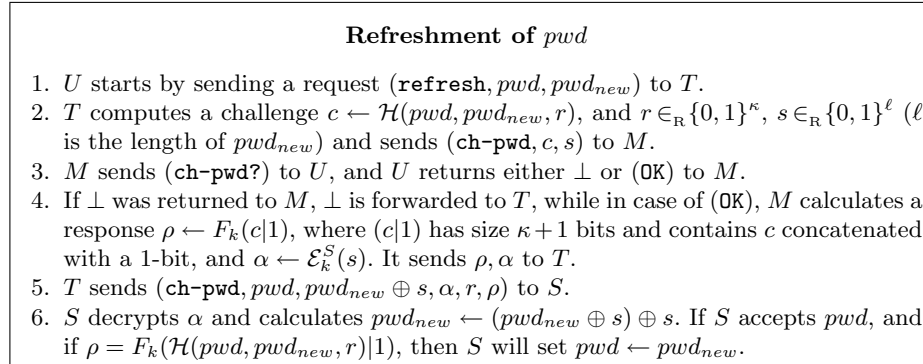 Refreshment of pwd
1. U starts by sending a request (refresh, pwd, pwd_new) to T.
2. T computes a challenge c ← H(pwd, pwd_new, r), and r ∈_R {0, 1}^κ, s ∈_R {0, 1}^ℓ (ℓ
is the length of pwd_new) and sends (ch-pwd, c, s) to M.
3. M sends (ch-pwd?) to U, and U returns either ⊥ or (OK) to M.
4. If ⊥ was returned to M, ⊥ is forwarded to T, while in case of (OK), M calculates a
response ρ ← F_k(c|1), where (c|1) has size κ + 1 bits and contains c concatenated
with a 1-bit, and α ← E_k^S(s). It sends ρ, α to T.
5. T sends (ch-pwd, pwd, pwd_new ⊕ s, α, r, ρ) to S.
6. S decrypts α and calculates pwd_new ← (pwd_new ⊕ s) ⊕ s. If S accepts pwd, and
if ρ = F_k(H(pwd, pwd_new, r)|1), then S will set pwd ← pwd_new.